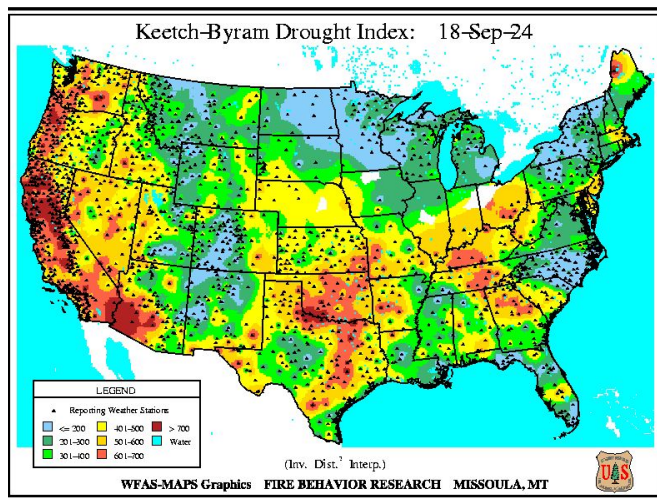 Keetch-Byram Drought Index: 18-Sep-24
LEGEND
Reporting Weather Stations
<= 200 401-500 > 700
201-300 501-600 Water
301-400 601-700
(Inv. Dist.² Interp.)
WFAS-MAPS Graphics FIRE BEHAVIOR RESEARCH MISSOULA, MT
U S